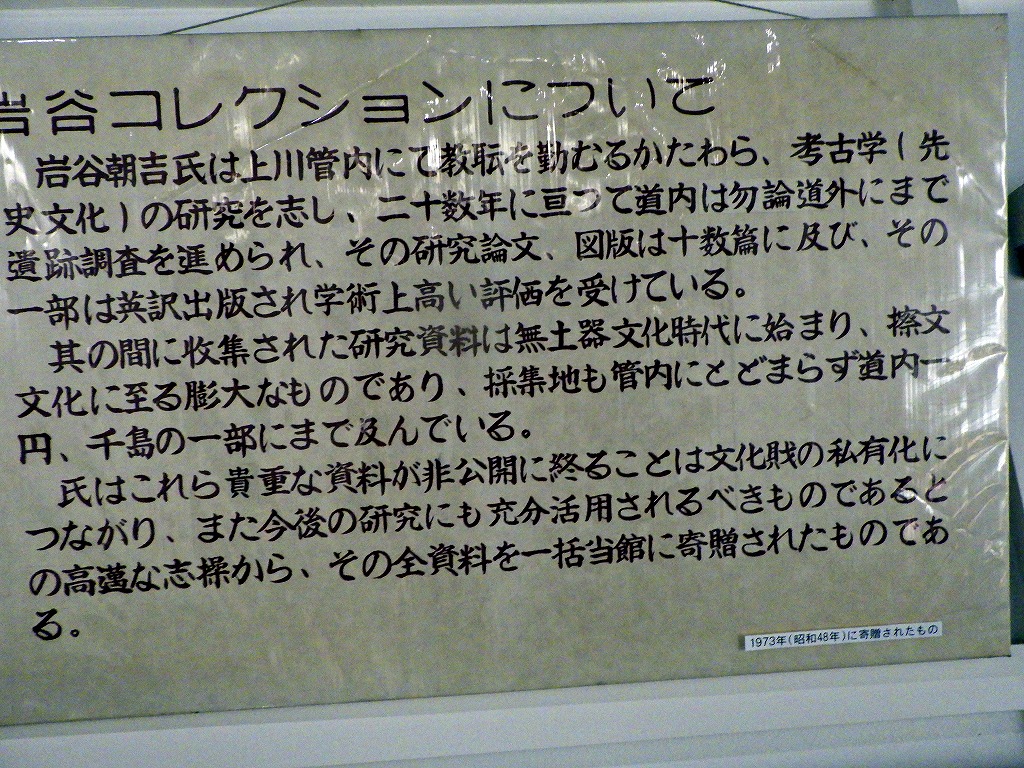 岩谷コレクションについて
岩谷朝吉氏は上川管内にて教耺を勤むるかたわら、考古学(先
史文化)の研究を志し、二十数年に亘つて道内は勿論道外にまで
遺跡調査を進められ、その研究論文、図版は十数篇に及び、その
一部は英訳出版され学術上高い評価を受けている。
其の間に収集された研究資料は無土器文化時代に始まり、擦文
文化に至る膨大なものであり、採集地も管内にとどまらず道内一
円、千島の一部にまで及んでいる。
氏はこれら貴重な資料が非公開に終ることは文化財の私有化に
つながり、また今後の研究にも充分活用されるべきものであると
の高邁な志操から、その全資料を一括当館に寄贈されたものであ
る。
1973年(昭和48年)に寄贈されたもの